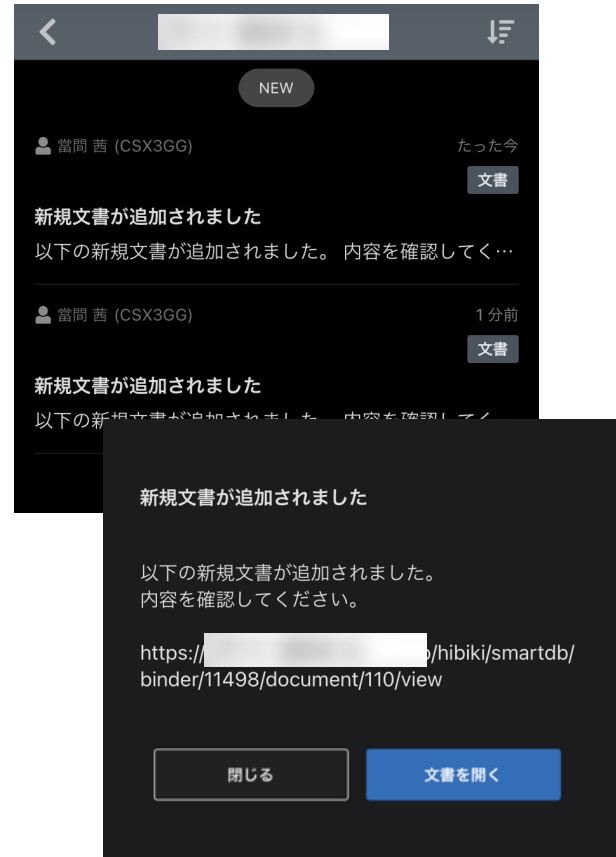 NEW
當間 茜 (CSX3GG)
たった今
文書
新規文書が追加されました
以下の新規文書が追加されました。 内容を確認してく…
當間 茜 (CSX3GG)
1 分前
文書
新規文書が追加されました
以下の新
新規文書が追加されました
以下の新規文書が追加されました。
内容を確認してください。
https://
/hibiki/smartdb/
binder/11498/document/110/view
閉じる
文書を開く